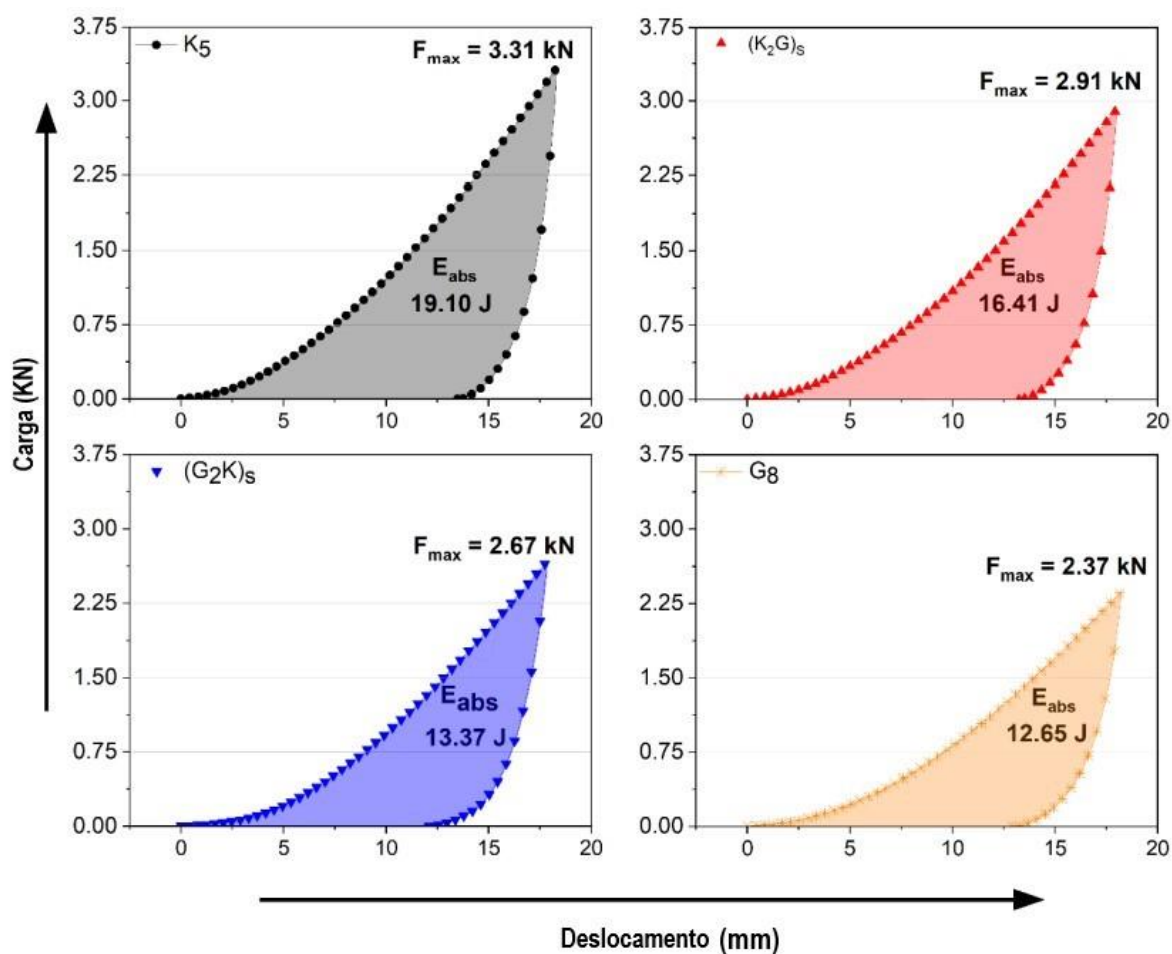 K5
Fmax = 3.31 kN
Eabs
19.10 J
3.75
3.00
2.25
1.50
0.75
0.00
0
5
10
15
20
(K2G)s
Fmax = 2.91 kN
Eabs
16.41 J
3.75
3.00
2.25
1.50
0.75
0.00
0
5
10
15
20
Carga (KN)
(G2K)s
Fmax = 2.67 kN
Eabs
13.37 J
3.75
3.00
2.25
1.50
0.75
0.00
0
5
10
15
20
G8
Fmax = 2.37 kN
Eabs
12.65 J
3.75
3.00
2.25
1.50
0.75
0.00
0
5
10
15
20
Deslocamento (mm)